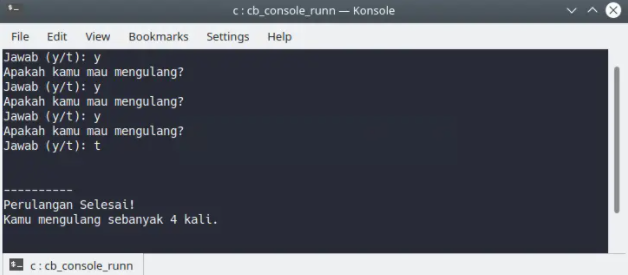 c : cb_console_runn — Konsole
File Edit View Bookmarks Settings Help
Jawab (y/t): y
Apakah kamu mau mengulang?
Jawab (y/t): y
Apakah kamu mau mengulang?
Jawab (y/t): y
Apakah kamu mau mengulang?
Jawab (y/t): t
----------
Perulangan Selesai!
Kamu mengulang sebanyak 4 kali.
c : cb_console_runn